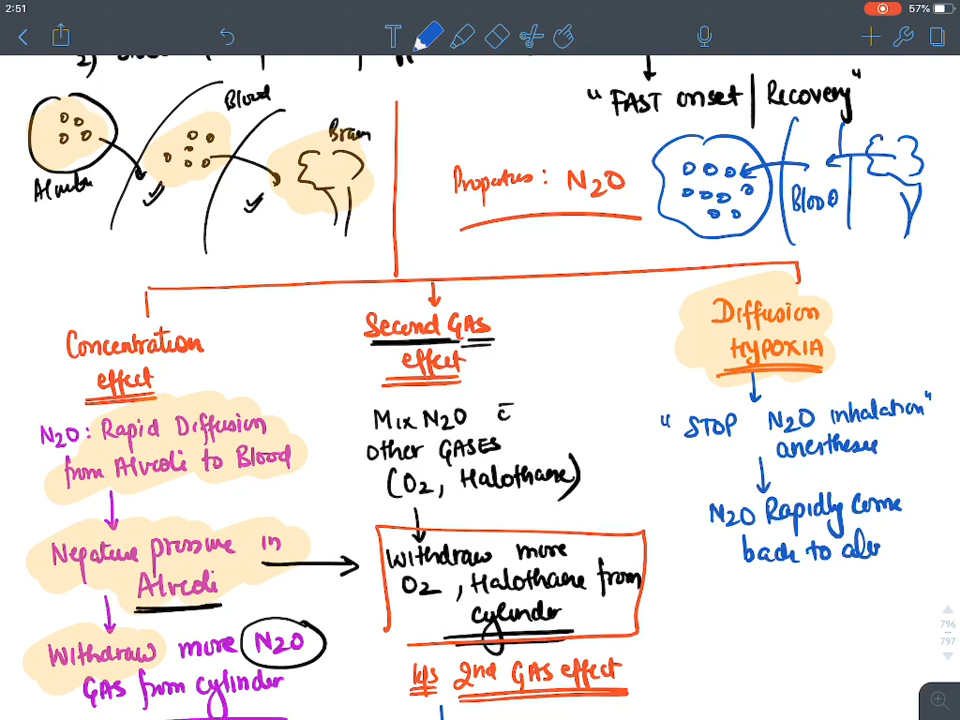 2:51
57%
T
2)
Blood
Brain
Alveoli
"FAST onset | Recovery"
Properties: N2O
Blood
Concentration
effect
N2O: Rapid Diffusion
from Alveoli to Blood
Negative pressure in
Alveoli
Withdraw more N2O
GAS from cylinder
Second GAS
effect
Mix N2O c̄
other GASES
(O2, Halothane)
Withdraw more
O2, Halothane from
cylinder
k/s 2nd GAS effect
Diffusion
HYPOXIA
"STOP N2O inhalation"
anesthesia
N2O Rapidly come
back to alv
796
797